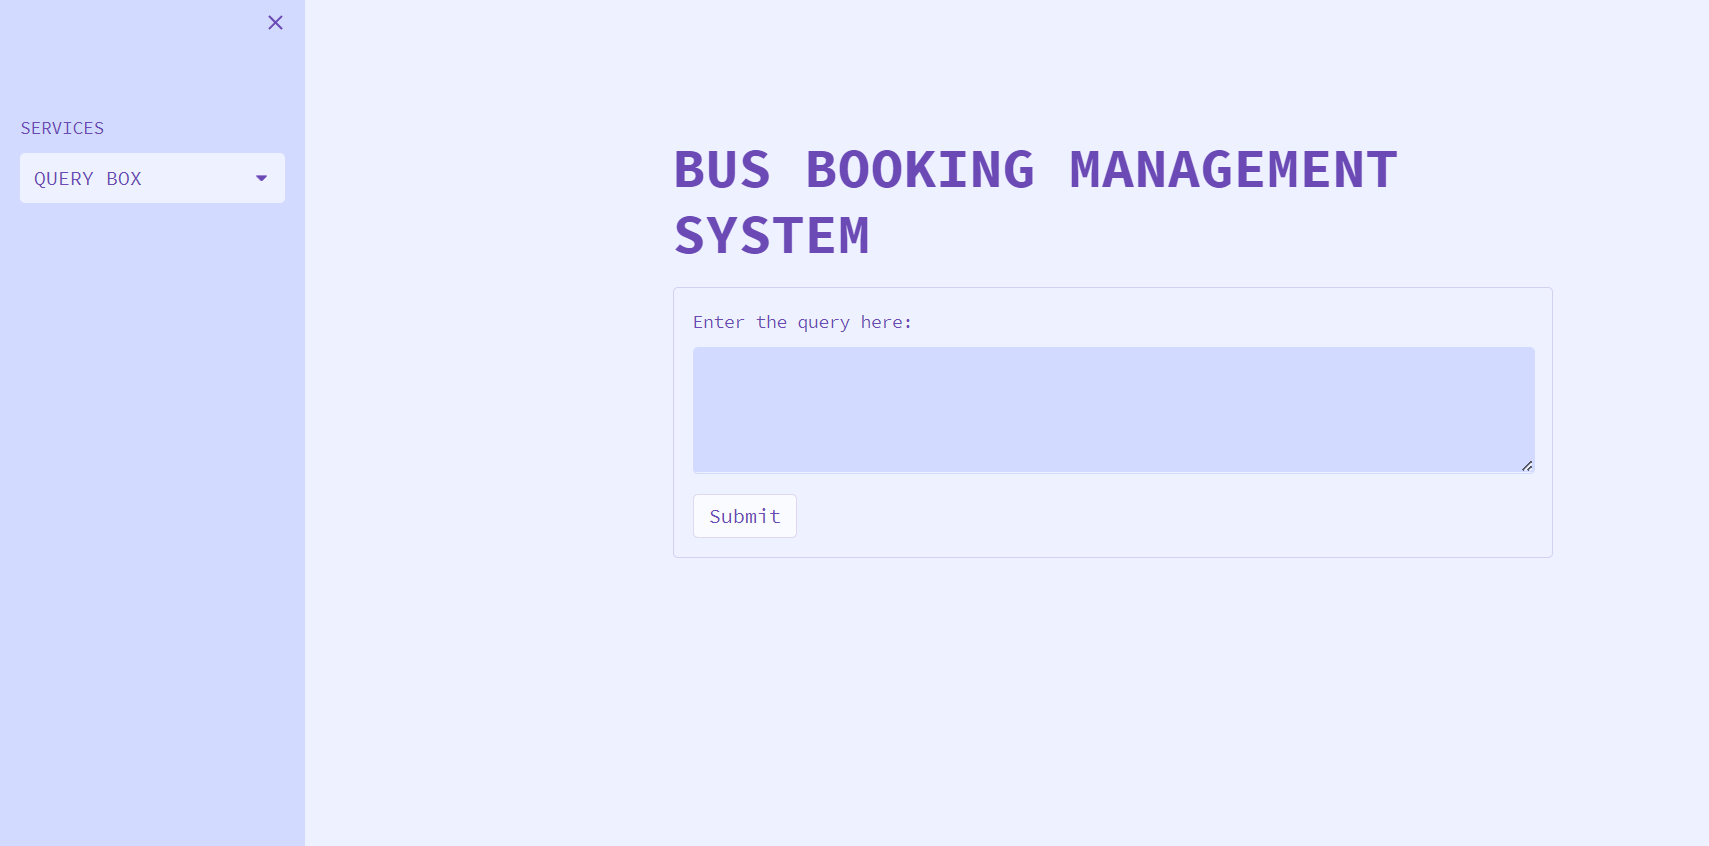 SERVICES
QUERY BOX
BUS BOOKING MANAGEMENT
SYSTEM
Enter the query here:
Submit